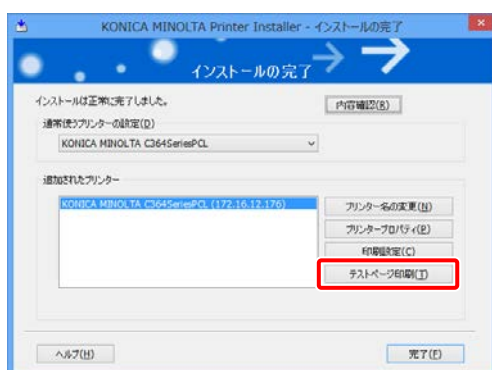 KONICA MINOLTA Printer Installer - インストールの完了
インストールの完了
インストールは正常に完了しました。
内容確認(R)
通常使うプリンターの設定(D)
KONICA MINOLTA C364SeriesPCL
追加されたプリンター
KONICA MINOLTA C364SeriesPCL (172.16.12.176)
プリンター名の変更(N)
プリンタープロパティ(P)
印刷設定(C)
テストページ印刷(T)
ヘルプ(H)
完了(F)